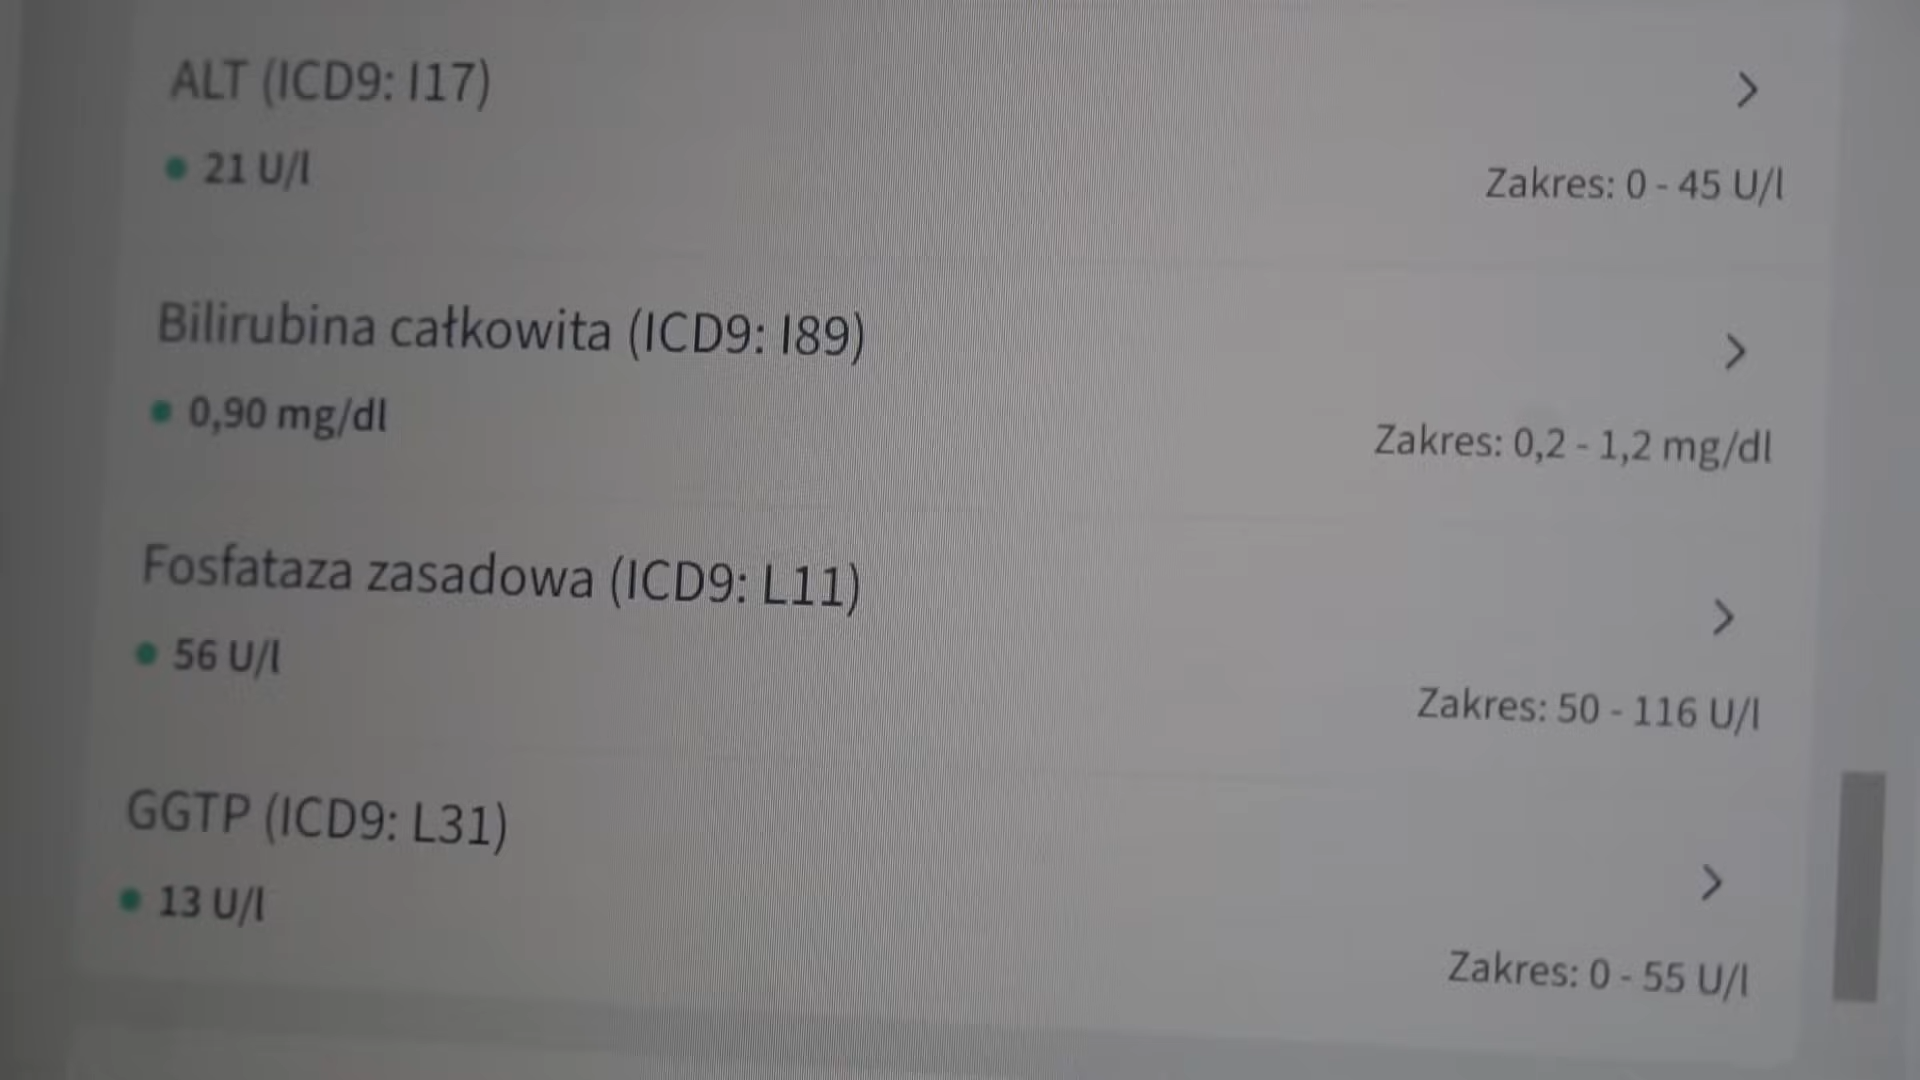 ALT (ICD9: I17)
21 U/l
Zakres: 0 - 45 U/l
Bilirubina całkowita (ICD9: I89)
0,90 mg/dl
Zakres: 0,2 - 1,2 mg/dl
Fosfataza zasadowa (ICD9: L11)
56 U/l
Zakres: 50 - 116 U/l
GGTP (ICD9: L31)
13 U/l
Zakres: 0 - 55 U/l